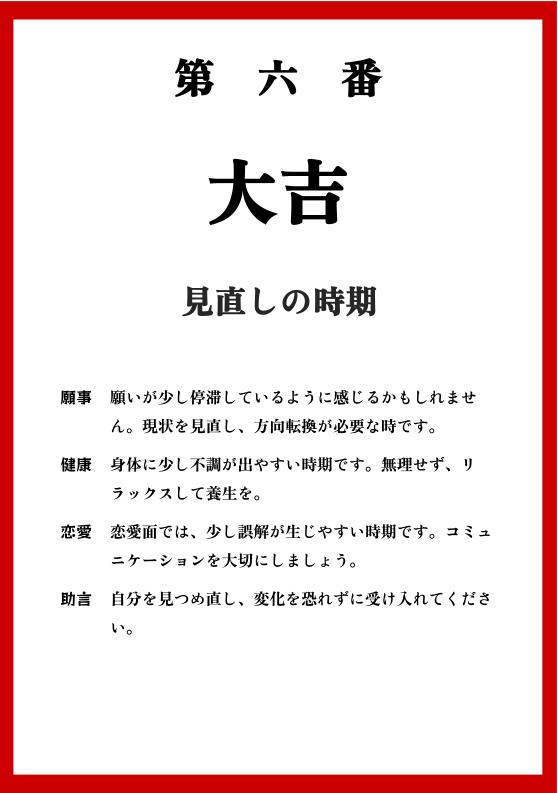 第 六 番
大吉
見直しの時期
願事 願いが少し停滞しているように感じるかもしれませ
ん。現状を見直し、方向転換が必要な時です。
健康 身体に少し不調が出やすい時期です。無理せず、リ
ラックスして養生を。
恋愛 恋愛面では、少し誤解が生じやすい時期です。コミュ
ニケーションを大切にしましょう。
助言 自分を見つめ直し、変化を恐れずに受け入れてくださ
い。